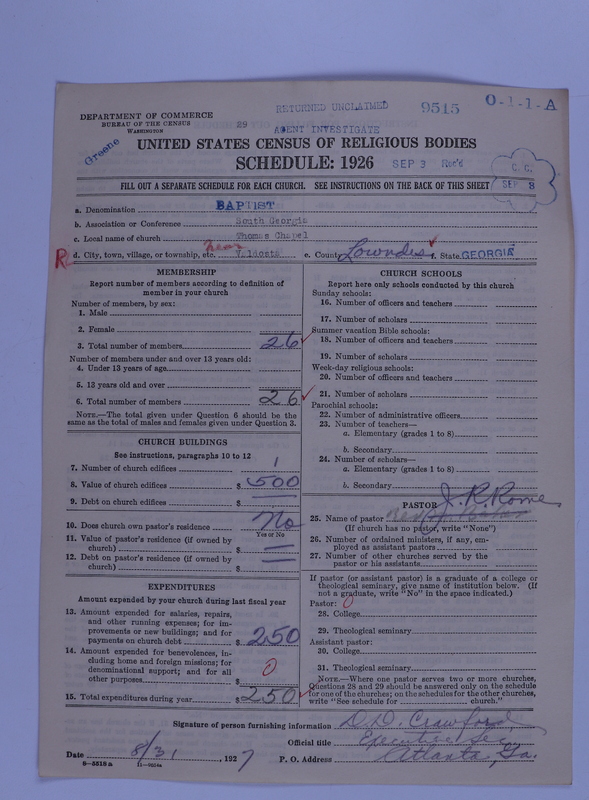 RETURNED UNCLAIMED 9515 O-1-1-A
DEPARTMENT OF COMMERCE
BUREAU OF THE CENSUS
WASHINGTON
29 AGENT INVESTIGATE
Greene
UNITED STATES CENSUS OF RELIGIOUS BODIES
SCHEDULE: 1926 SEP 3 Rec'd
C. C.
SEP 8
FILL OUT A SEPARATE SCHEDULE FOR EACH CHURCH. SEE INSTRUCTIONS ON THE BACK OF THIS SHEET
a. Denomination BAPTIST
b. Association or Conference South Georgia
c. Local name of church Thomas Chapel
R d. City, town, village, or township, etc. near Valdosta e. County Lowndes f. State GEORGIA
MEMBERSHIP
Report number of members according to definition of
member in your church
Number of members, by sex:
1. Male
2. Female
3. Total number of members 26
Number of members under and over 13 years old:
4. Under 13 years of age
5. 13 years old and over
6. Total number of members 26
NOTE.—The total given under Question 6 should be the
same as the total of males and females given under Question 3.
CHURCH BUILDINGS
See instructions, paragraphs 10 to 12
7. Number of church edifices 1
8. Value of church edifices $ 500
9. Debt on church edifices $
10. Does church own pastor's residence No
Yes or No
11. Value of pastor's residence (if owned by
church) $
12. Debt on pastor's residence (if owned by
church) $
EXPENDITURES
Amount expended by your church during last fiscal year
13. Amount expended for salaries, repairs,
and other running expenses; for im-
provements or new buildings; and for
payments on church debt $ 250
14. Amount expended for benevolences, in-
cluding home and foreign missions; for
denominational support; and for all
other purposes $ 0
15. Total expenditures during year $ 250
CHURCH SCHOOLS
Report here only schools conducted by this church
Sunday schools:
16. Number of officers and teachers
17. Number of scholars
Summer vacation Bible schools:
18. Number of officers and teachers
19. Number of scholars
Week-day religious schools:
20. Number of officers and teachers
21. Number of scholars
Parochial schools:
22. Number of administrative officers
23. Number of teachers—
a. Elementary (grades 1 to 8)
b. Secondary
24. Number of scholars—
a. Elementary (grades 1 to 8)
b. Secondary
PASTOR J. R. Rome
25. Name of pastor
(If church has no pastor, write "None")
26. Number of ordained ministers, if any, em-
ployed as assistant pastors
27. Number of other churches served by the
pastor or his assistants
If pastor (or assistant pastor) is a graduate of a college or
theological seminary, give name of institution below. (If
not a graduate, write "No" in the space indicated.)
Pastor: 0
28. College
29. Theological seminary
Assistant pastor:
30. College
31. Theological seminary
NOTE.—Where one pastor serves two or more churches,
Questions 28 and 29 should be answered only on the schedule
for one of the churches; on the schedules for the other churches,
write "See schedule for church."
Signature of person furnishing information D. D. Crawford
Official title Executive Sec.
Date 8/31, 1927 P. O. Address Atlanta, Ga.
8—5518a